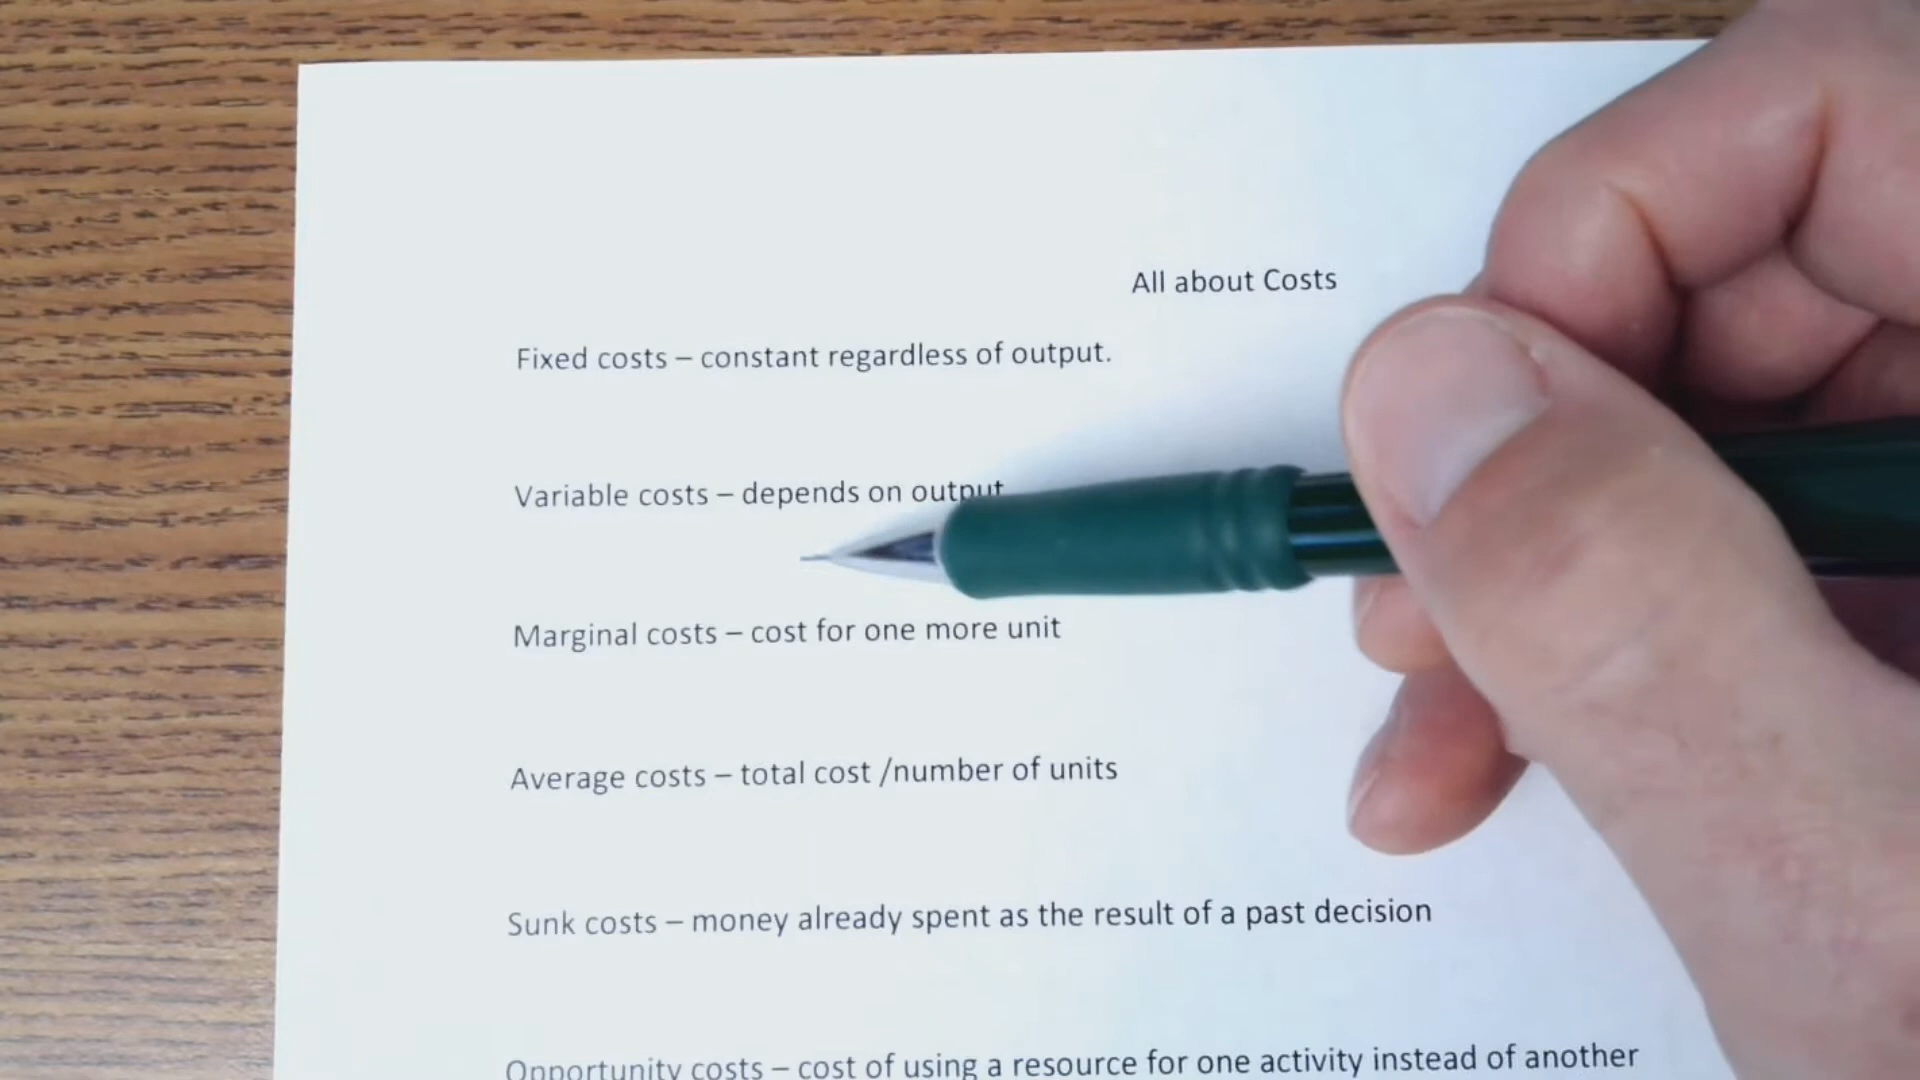 All about Costs
Fixed costs – constant regardless of output.
Variable costs – depends on output
Marginal costs – cost for one more unit
Average costs – total cost /number of units
Sunk costs – money already spent as the result of a past decision
Opportunity costs – cost of using a resource for one activity instead of another